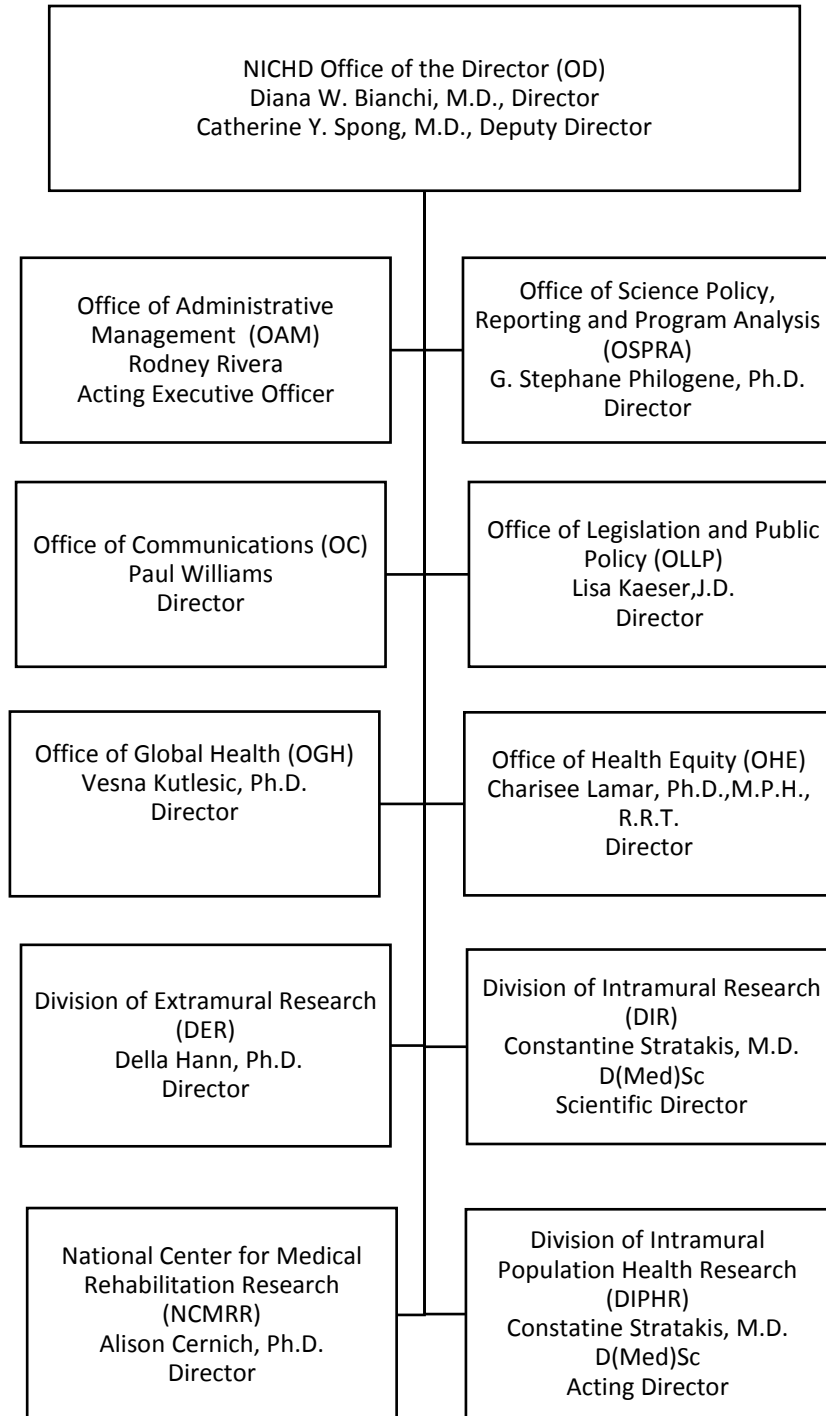 NICHD Office of the Director (OD)
Diana W. Bianchi, M.D., Director
Catherine Y. Spong, M.D., Deputy Director
Office of Administrative
Management  (OAM)
Rodney Rivera
Acting Executive Officer
Office of Science Policy,
Reporting and Program Analysis
(OSPRA)
G. Stephane Philogene, Ph.D.
Director
Office of Communications (OC)
Paul Williams
Director
Office of Legislation and Public
Policy (OLLP)
Lisa Kaeser,J.D.
Director
Office of Global Health (OGH)
Vesna Kutlesic, Ph.D.
Director
Office of Health Equity (OHE)
Charisee Lamar, Ph.D.,M.P.H.,
R.R.T.
Director
Division of Extramural Research
(DER)
Della Hann, Ph.D.
Director
Division of Intramural Research
(DIR)
Constantine Stratakis, M.D.
D(Med)Sc
Scientific Director
National Center for Medical
Rehabilitation Research
(NCMRR)
Alison Cernich, Ph.D.
Director
Division of Intramural
Population Health Research
(DIPHR)
Constatine Stratakis, M.D.
D(Med)Sc
Acting Director